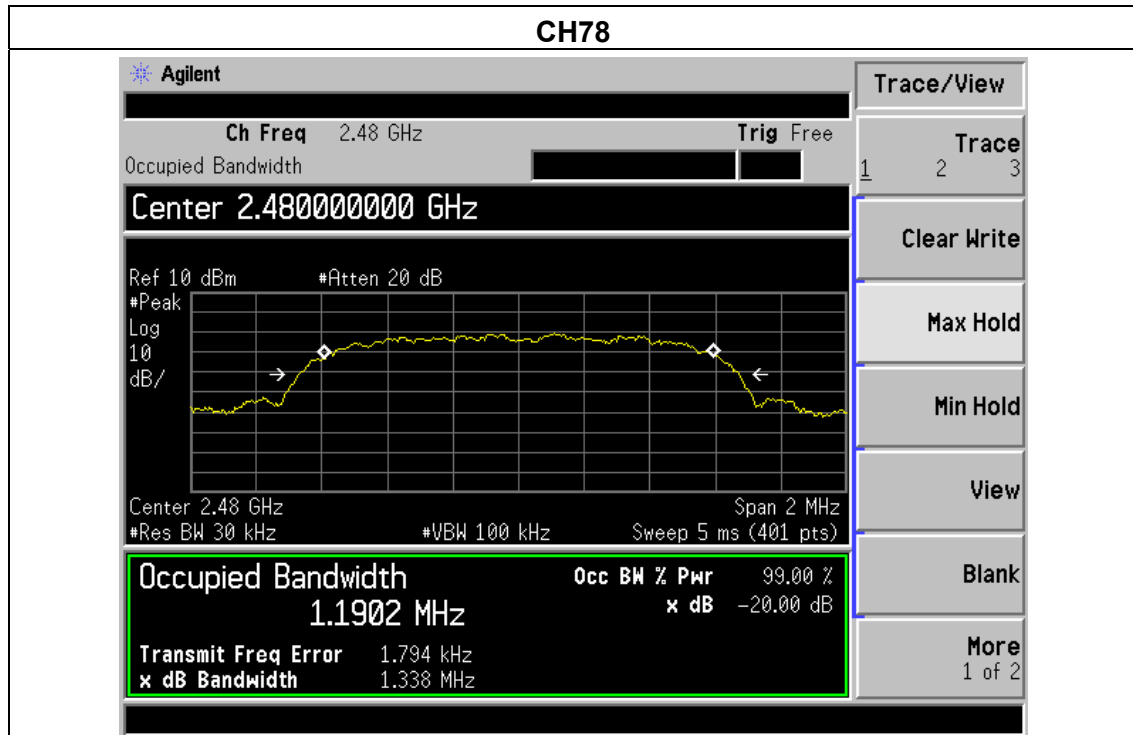 CH78
Agilent
Trace/View
Ch Freq 2.48 GHz Trig Free
Occupied Bandwidth
Trace
1 2 3
Center 2.480000000 GHz
Clear Write
Ref 10 dBm #Atten 20 dB
#Peak
Log
10
dB/
Max Hold
Min Hold
View
Center 2.48 GHz Span 2 MHz
#Res BW 30 kHz #VBW 100 kHz Sweep 5 ms (401 pts)
Occupied Bandwidth Occ BW % Pwr 99.00 %
1.1902 MHz x dB -20.00 dB
Blank
Transmit Freq Error 1.794 kHz
x dB Bandwidth 1.338 MHz
More
1 of 2